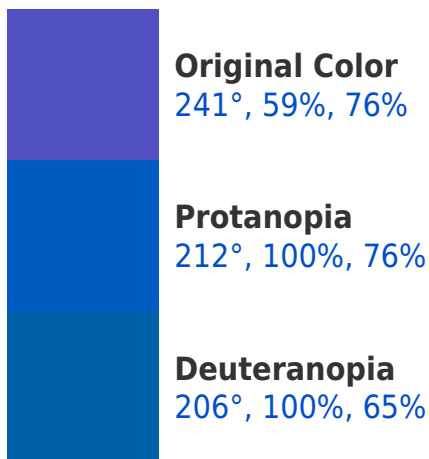 Original Color
241°, 59%, 76%
Protanopia
212°, 100%, 76%
Deuteranopia
206°, 100%, 65%